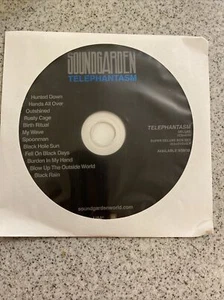 SOUNDGARDEN
TELEPHANTASM
Hunted Down
Hands All Over
Outshined
Rusty Cage
Birth Ritual
My Wave
Spoonman
Black Hole Sun
Fell On Black Days
Burden In My Hand
Blow Up The Outside World
Black Rain
TELEPHANTASM
soundgardenworld.com